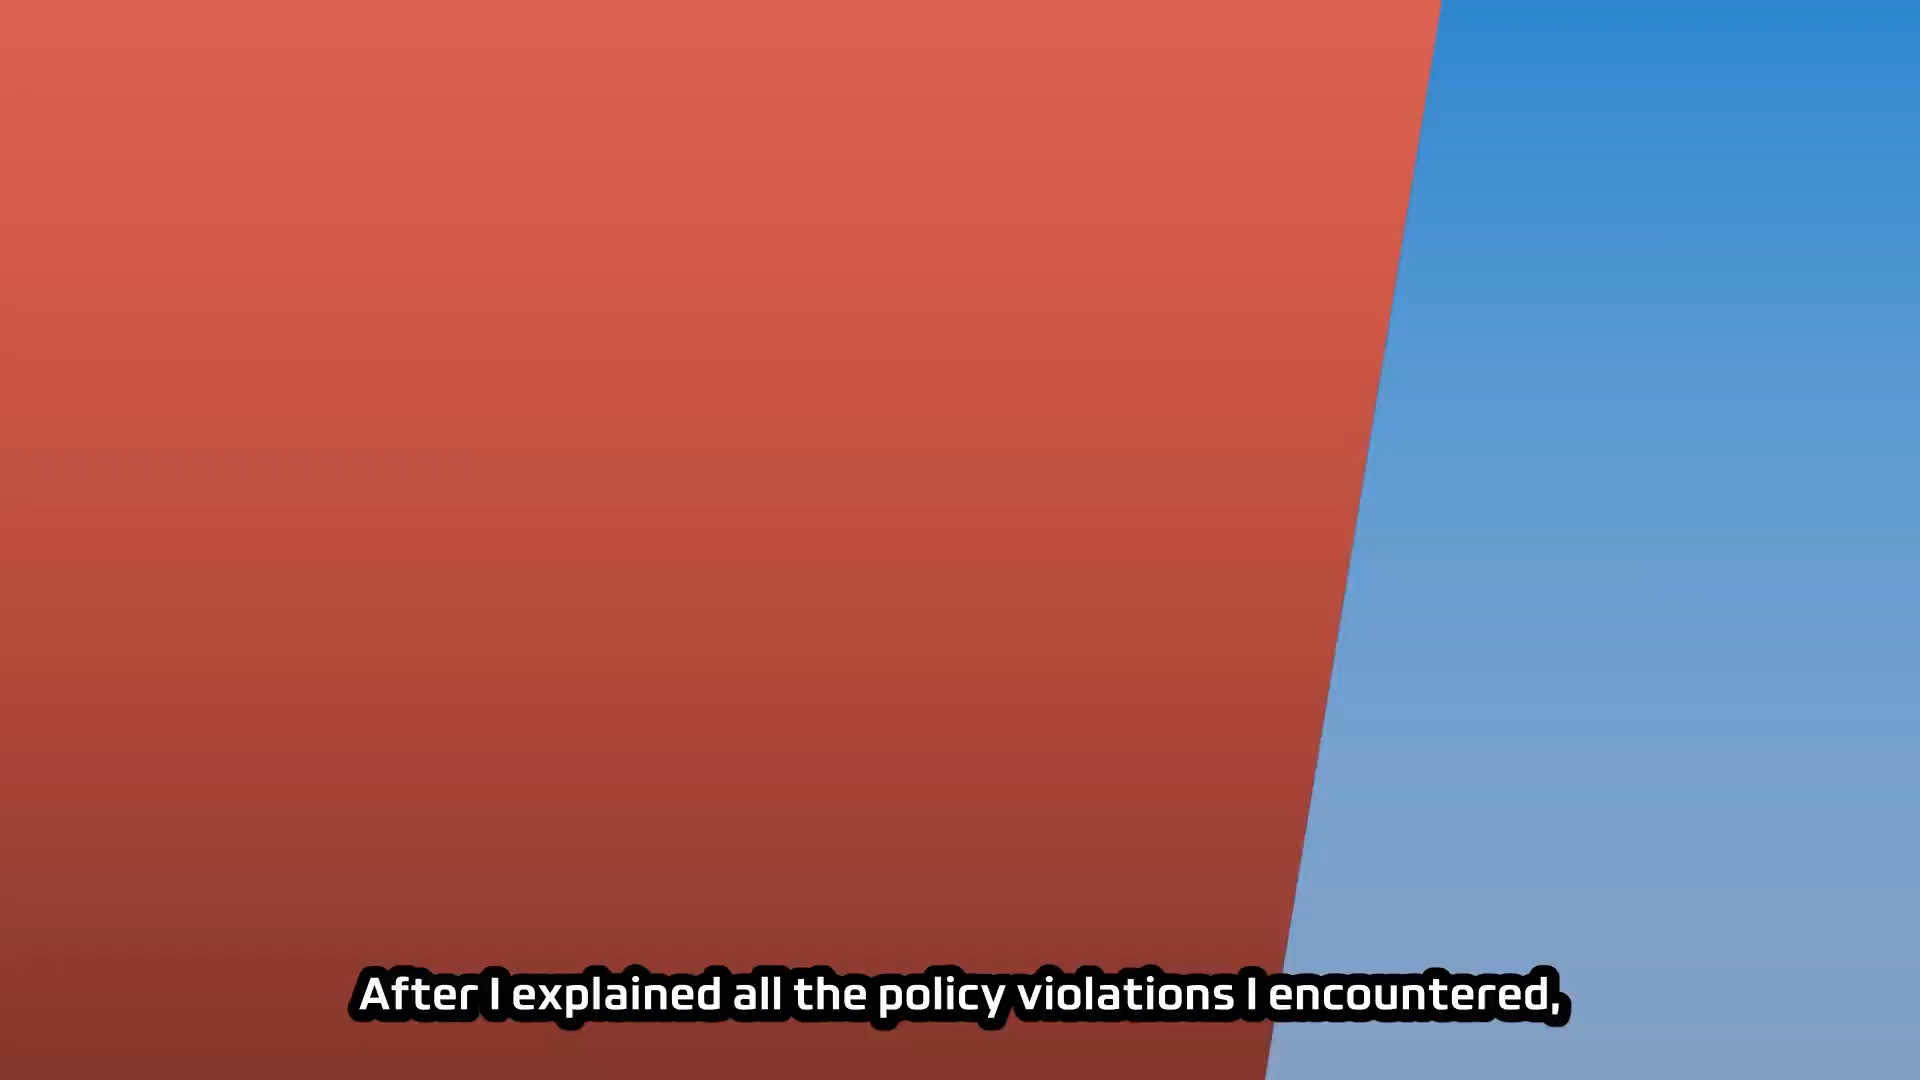 After I explained all the policy violations I encountered,